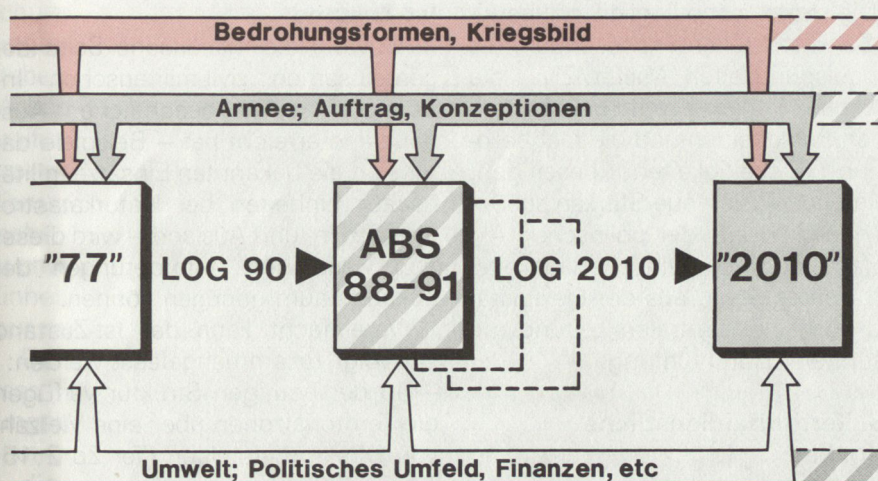 Bedrohungsformen, Kriegsbild
Armee; Auftrag, Konzeptionen
"77" LOG 90 ABS LOG 2010 "2010"
88-91
Umwelt; Politisches Umfeld, Finanzen, etc